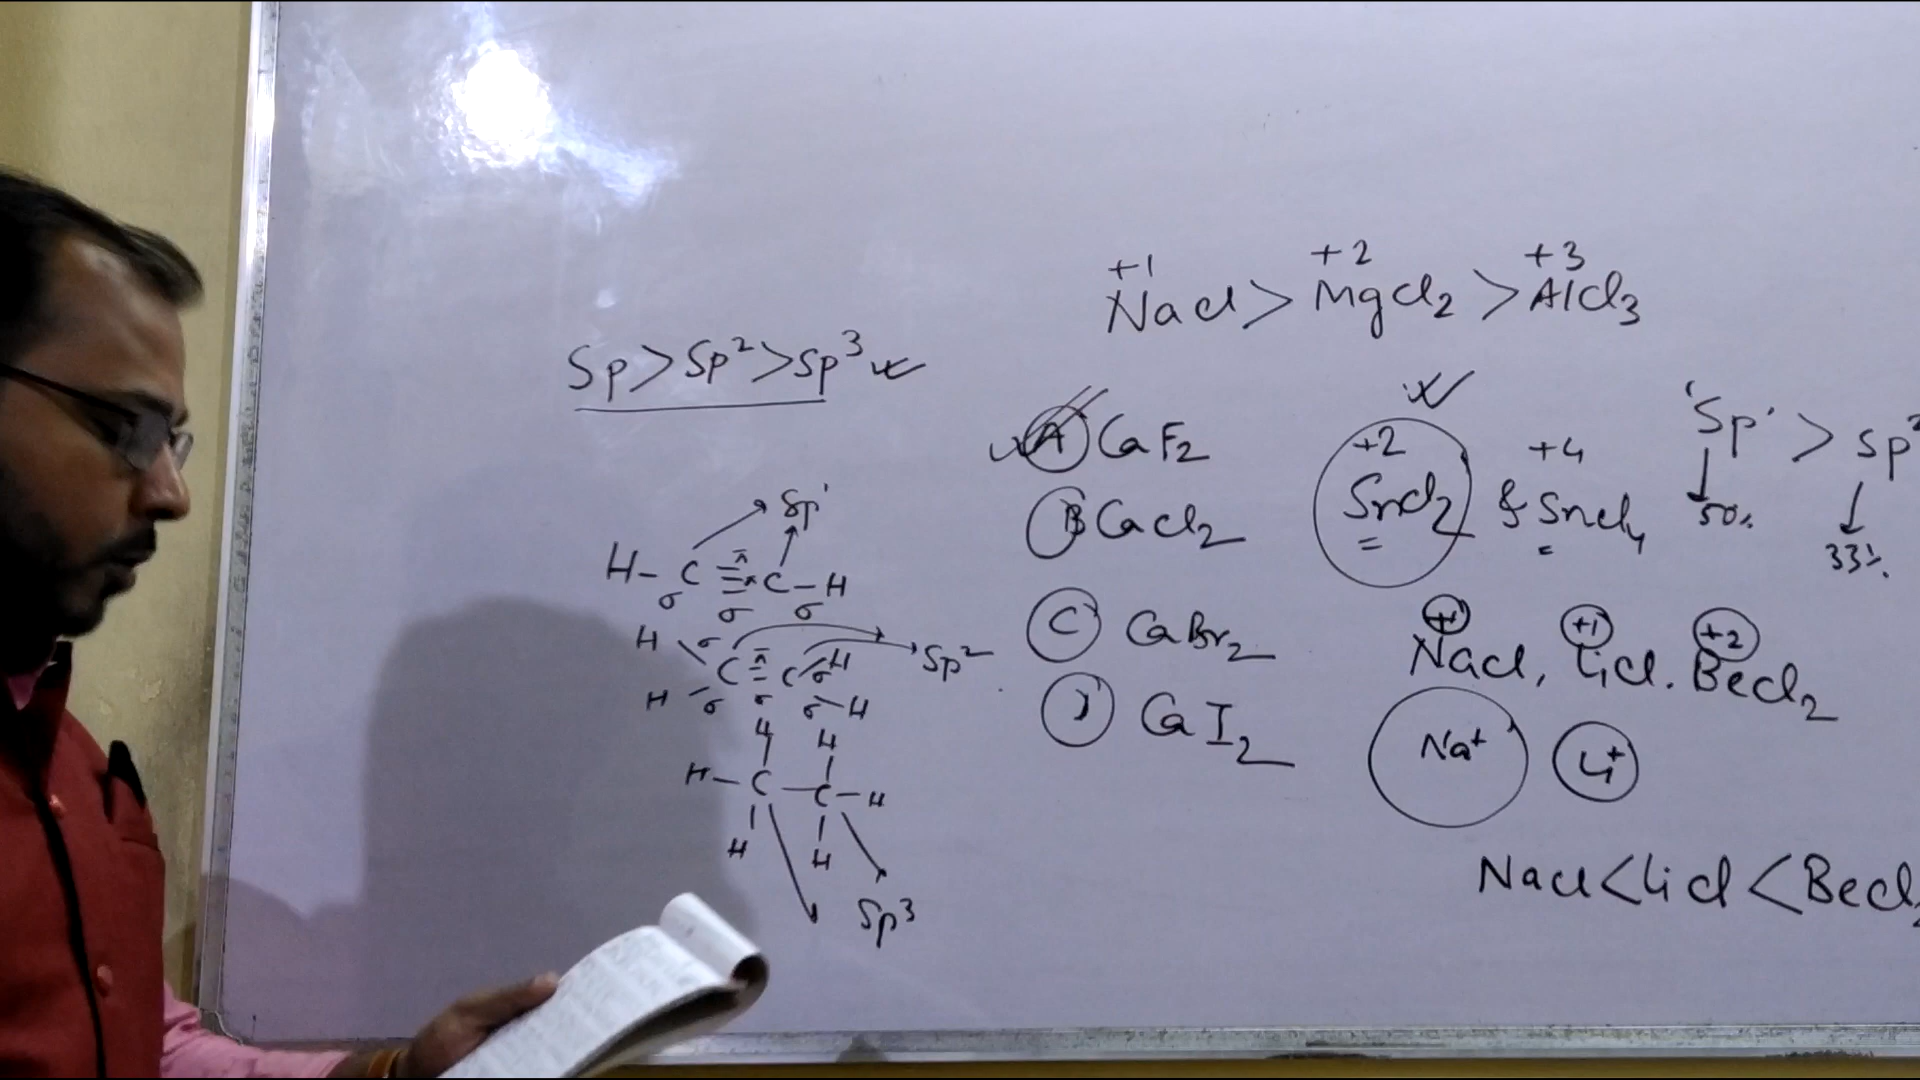 +1 +2 +3
NaCl > MgCl2 > AlCl3
Sp > Sp² > Sp³
A CaF2
B CaCl2
C CaBr2
D CaI2
+2 +4
SnCl2 & SnCl4
'Sp' > Sp²
50% 33%
Sp'
H - C ≡ C - H
σ σ σ
π π
H H
C = C
H H
σ σ σ σ σ
π
Sp²
H H
H - C - C - H
H H
Sp³
+1 +1 +2
NaCl, LiCl. BeCl2
Na+ Li+
NaCl < LiCl < BeCl2